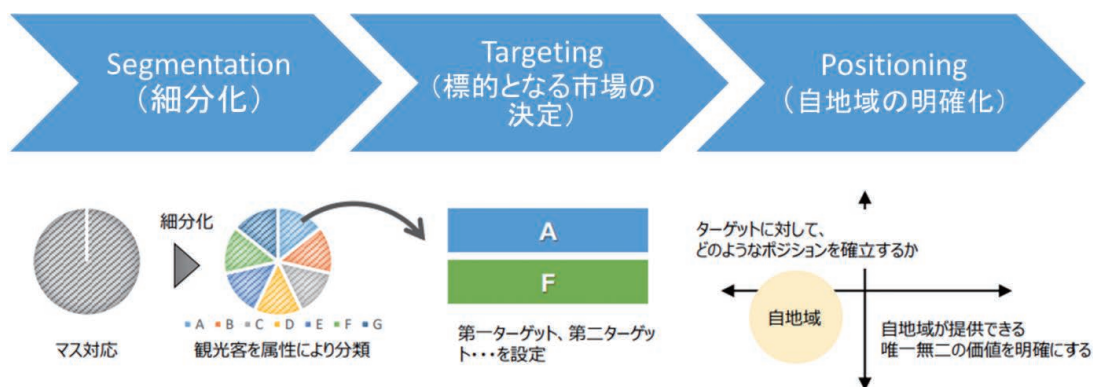 Segmentation
（細分化）
Targeting
（標的となる市場の
決定）
Positioning
（自地域の明確化）
細分化
A B C D E F G
マス対応
観光客を属性により分類
A
F
第一ターゲット、第二ターゲッ
ト・・・を設定
ターゲットに対して、
どのようなポジションを確立するか
自地域
自地域が提供できる
唯一無二の価値を明確にする